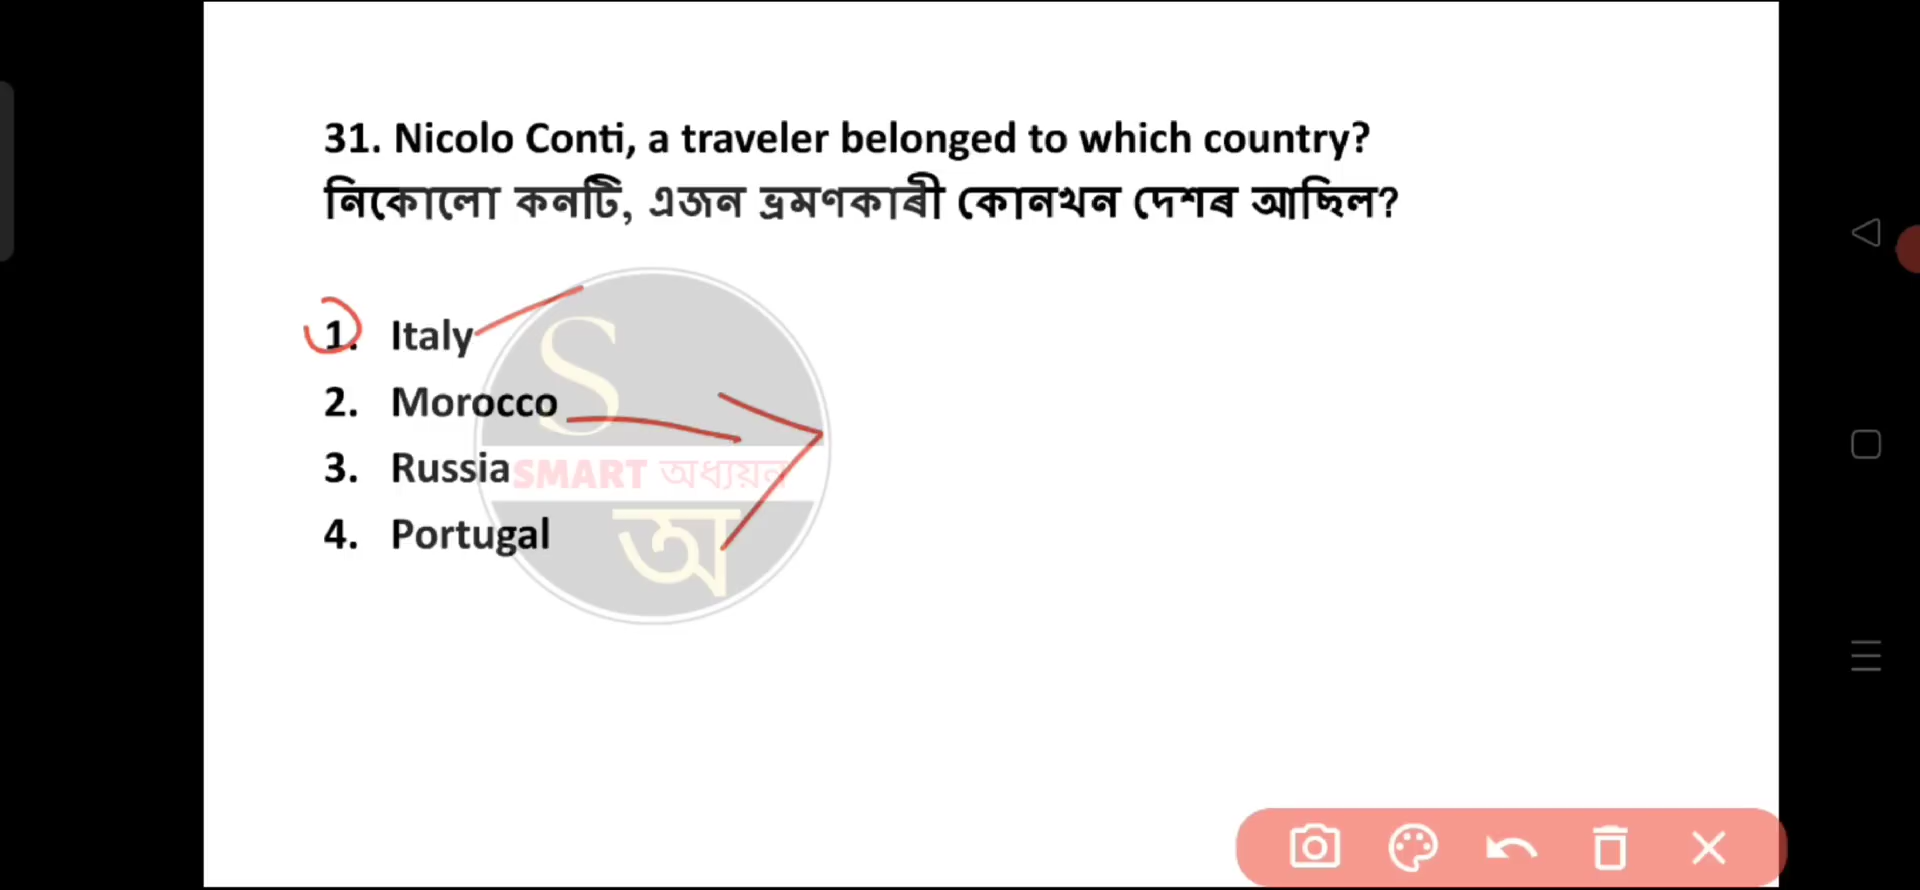 31. Nicolo Conti, a traveler belonged to which country?
নিকোলো কনটি, এজন ভ্ৰমণকাৰী কোনখন দেশৰ আছিল?
1. Italy
2. Morocco
3. Russia
4. Portugal
S
SMART অধ্যয়ন
অ